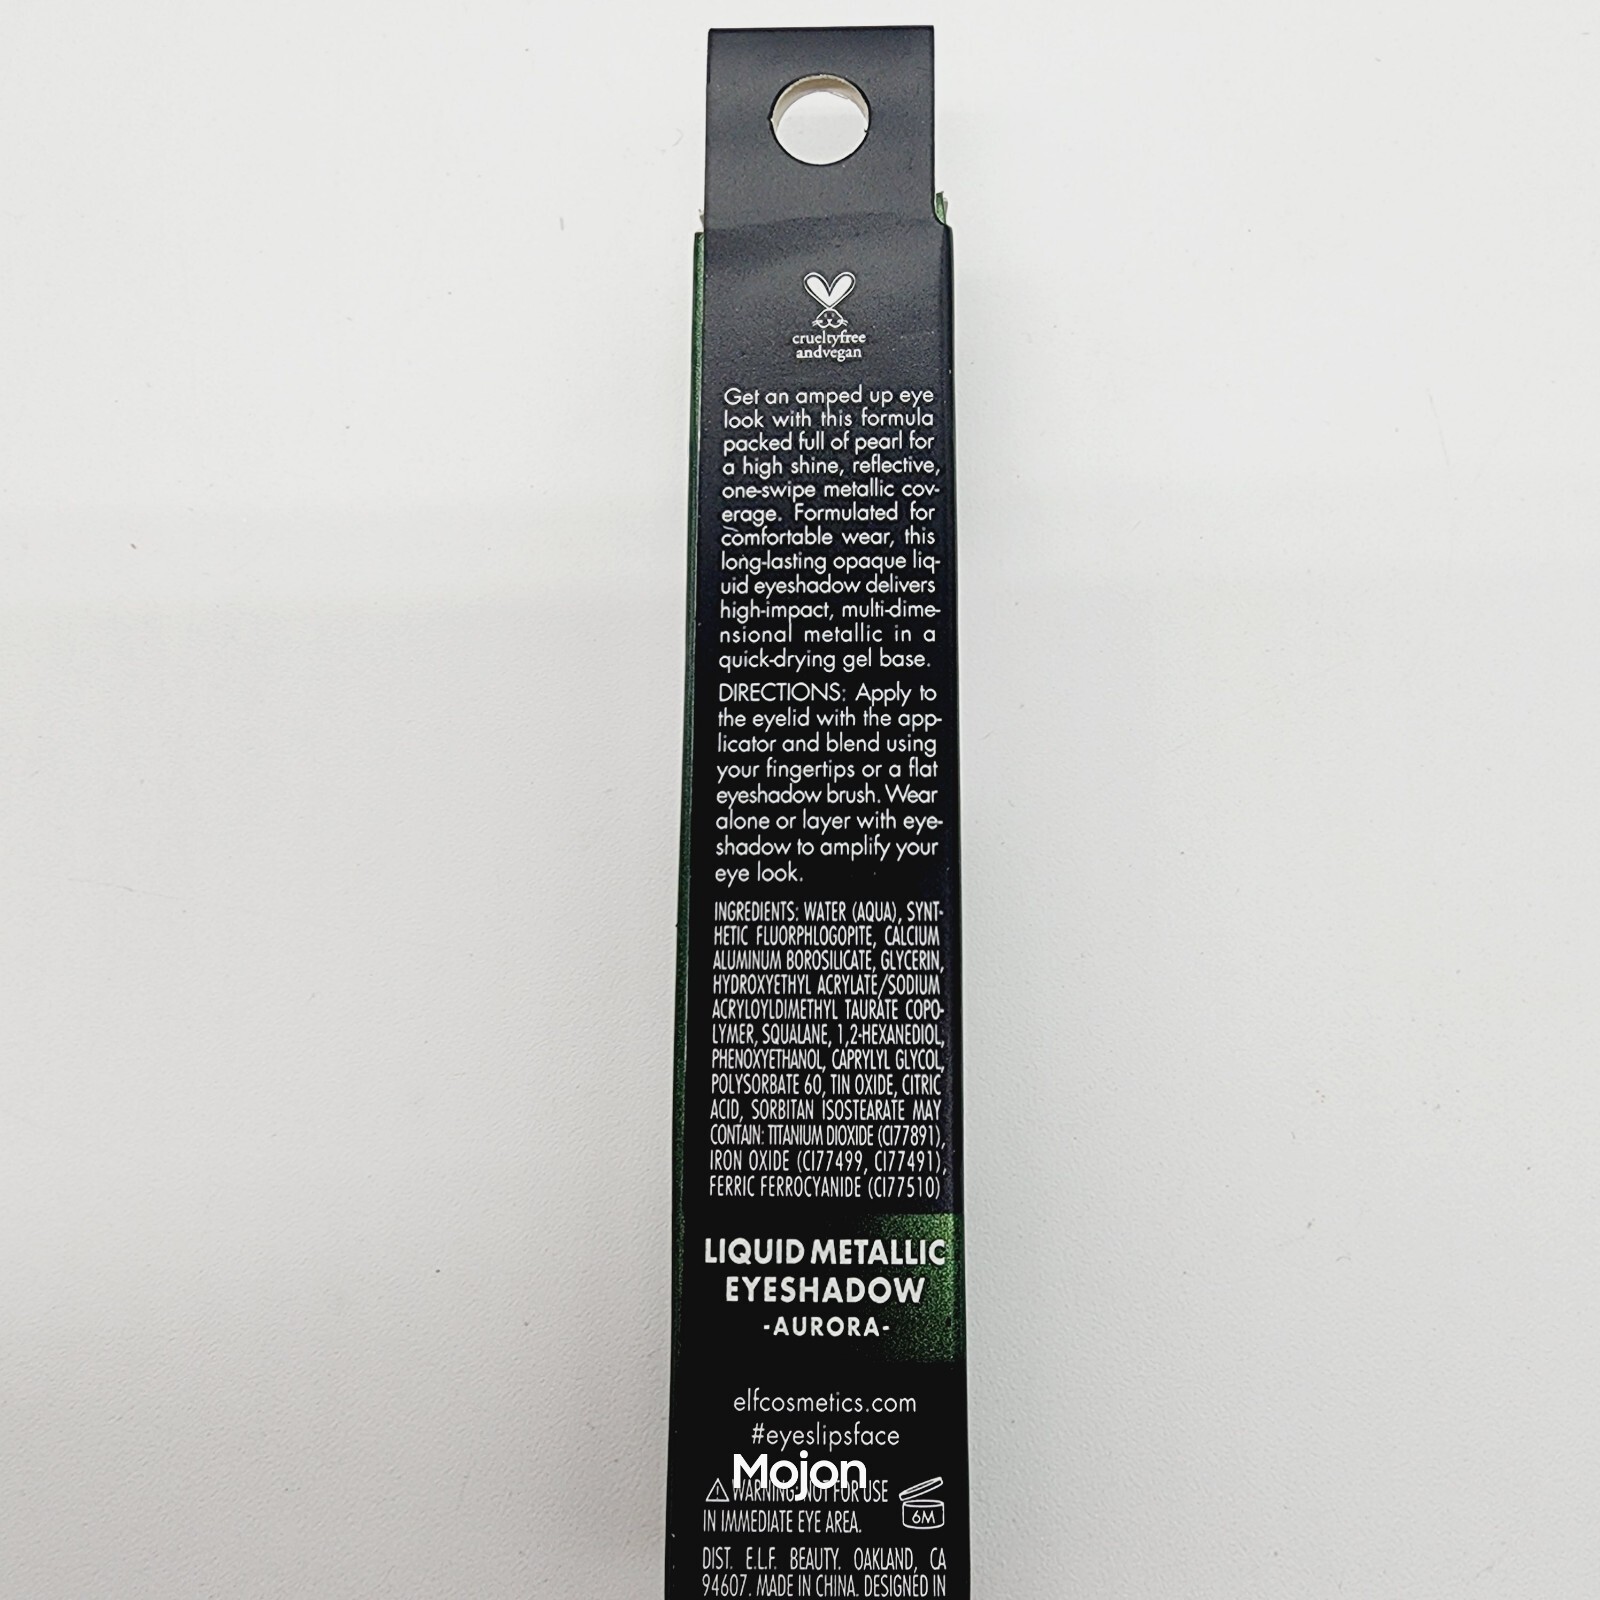 crueltyfree
andvegan
Get an amped up eye
look with this formula
packed full of pearl for
a high shine, reflective,
one-swipe metallic cov-
erage. Formulated for
comfortable wear, this
long-lasting opaque liq-
uid eyeshadow delivers
high-impact, multi-dime-
nsional metallic in a
quick-drying gel base.
DIRECTIONS: Apply to
the eyelid with the app-
licator and blend using
your fingertips or a flat
eyeshadow brush. Wear
alone or layer with eye-
shadow to amplify your
eye look.
INGREDIENTS: WATER (AQUA), SYNT-
HETIC FLUORPHLOGOPITE, CALCIUM
ALUMINUM BOROSILICATE, GLYCERIN,
HYDROXYETHYL ACRYLATE/SODIUM
ACRYLOYLDIMETHYL TAURATE COPO-
LYMER, SQUALANE, 1,2-HEXANEDIOL,
PHENOXYETHANOL, CAPRYLYL GLYCOL,
POLYSORBATE 60, TIN OXIDE, CITRIC
ACID, SORBITAN ISOSTEARATE MAY
CONTAIN: TITANIUM DIOXIDE (CI77891),
IRON OXIDE (CI77499, CI77491),
FERRIC FERROCYANIDE (CI77510)
LIQUID METALLIC
EYESHADOW
-AURORA-
elfcosmetics.com
#eyeslipsface
Mojon
WARNING: NOT FOR USE
IN IMMEDIATE EYE AREA.
6M
DIST. E.L.F. BEAUTY. OAKLAND, CA
94607. MADE IN CHINA. DESIGNED IN